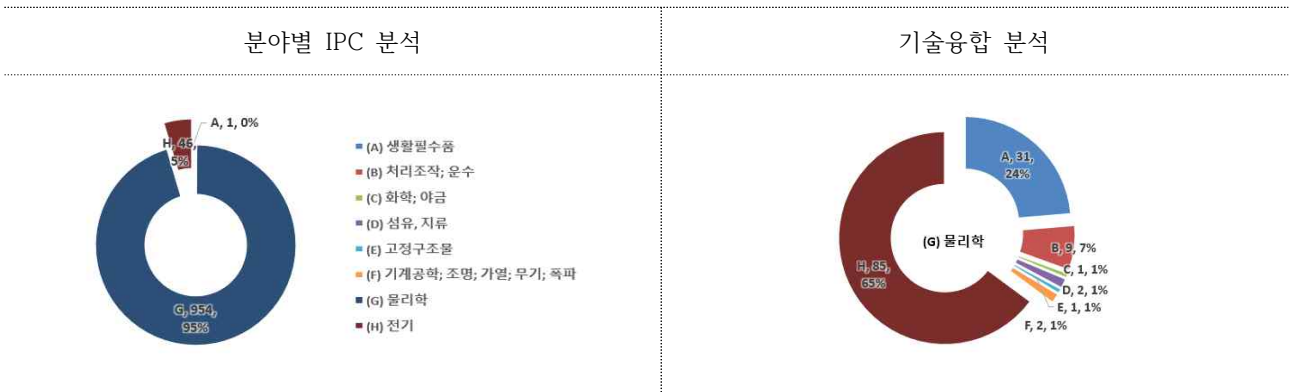 분야별 IPC 분석
기술융합 분석
A, 1, 0%
H, 46,
5%
G, 954,
95%
(A) 생활필수품
(B) 처리조작; 운수
(C) 화학; 야금
(D) 섬유, 지류
(E) 고정구조물
(F) 기계공학; 조명; 가열; 무기; 폭파
(G) 물리학
(H) 전기
A, 31,
24%
B, 9, 7%
C, 1, 1%
D, 2, 1%
E, 1, 1%
F, 2, 1%
H, 85,
65%
(G) 물리학